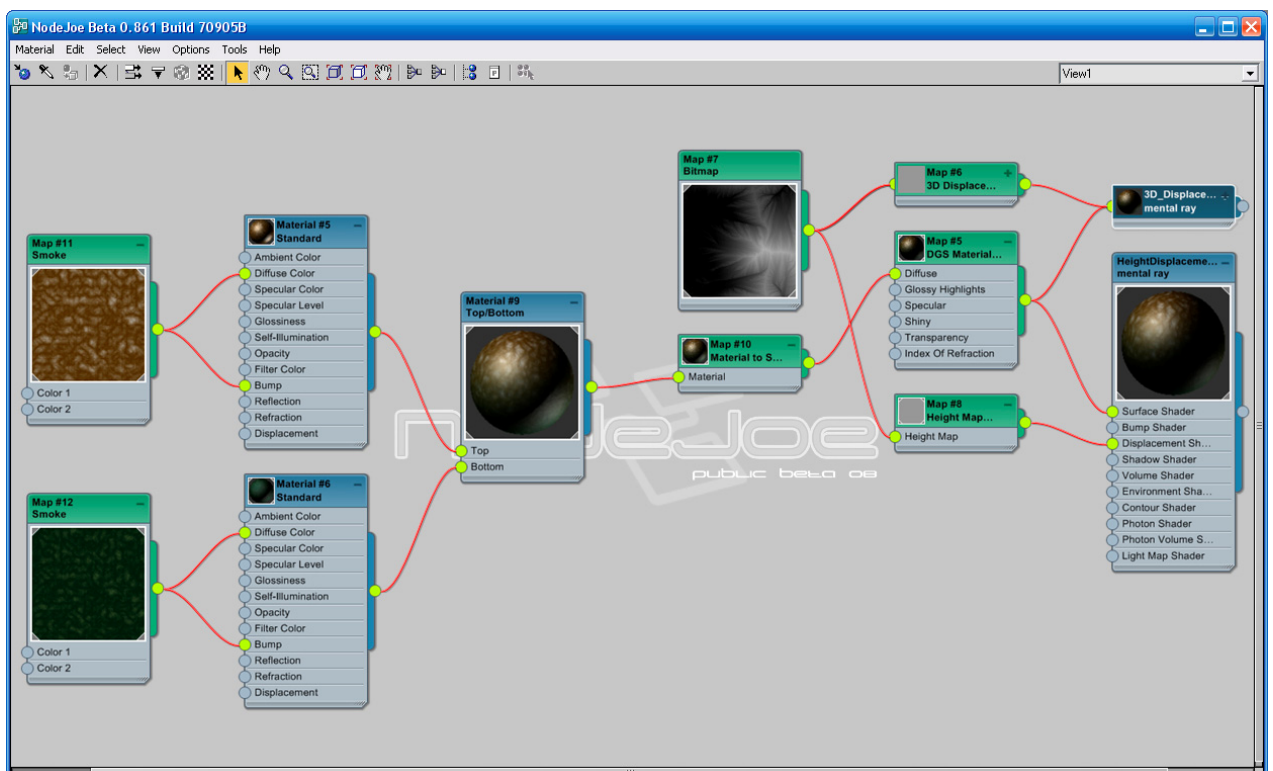 NodeJoe Beta 0.861 Build 70905B
Material Edit Select View Options Tools Help
View1
Map #11
Smoke
Color 1
Color 2
Map #12
Smoke
Color 1
Color 2
Material #5
Standard
Ambient Color
Diffuse Color
Specular Color
Specular Level
Glossiness
Self-Illumination
Opacity
Filter Color
Bump
Reflection
Refraction
Displacement
Material #6
Standard
Ambient Color
Diffuse Color
Specular Color
Specular Level
Glossiness
Self-Illumination
Opacity
Filter Color
Bump
Reflection
Refraction
Displacement
Material #9
Top/Bottom
Top
Bottom
Map #7
Bitmap
Map #10
Material to S...
Material
NodeJoe
public beta 08
Map #6
3D Displace...
Map #5
DGS Material...
Diffuse
Glossy Highlights
Specular
Shiny
Transparency
Index Of Refraction
Map #8
Height Map...
Height Map
3D_Displace...
mental ray
HeightDisplaceme...
mental ray
Surface Shader
Bump Shader
Displacement Sh...
Shadow Shader
Volume Shader
Environment Sha...
Contour Shader
Photon Shader
Photon Volume S...
Light Map Shader